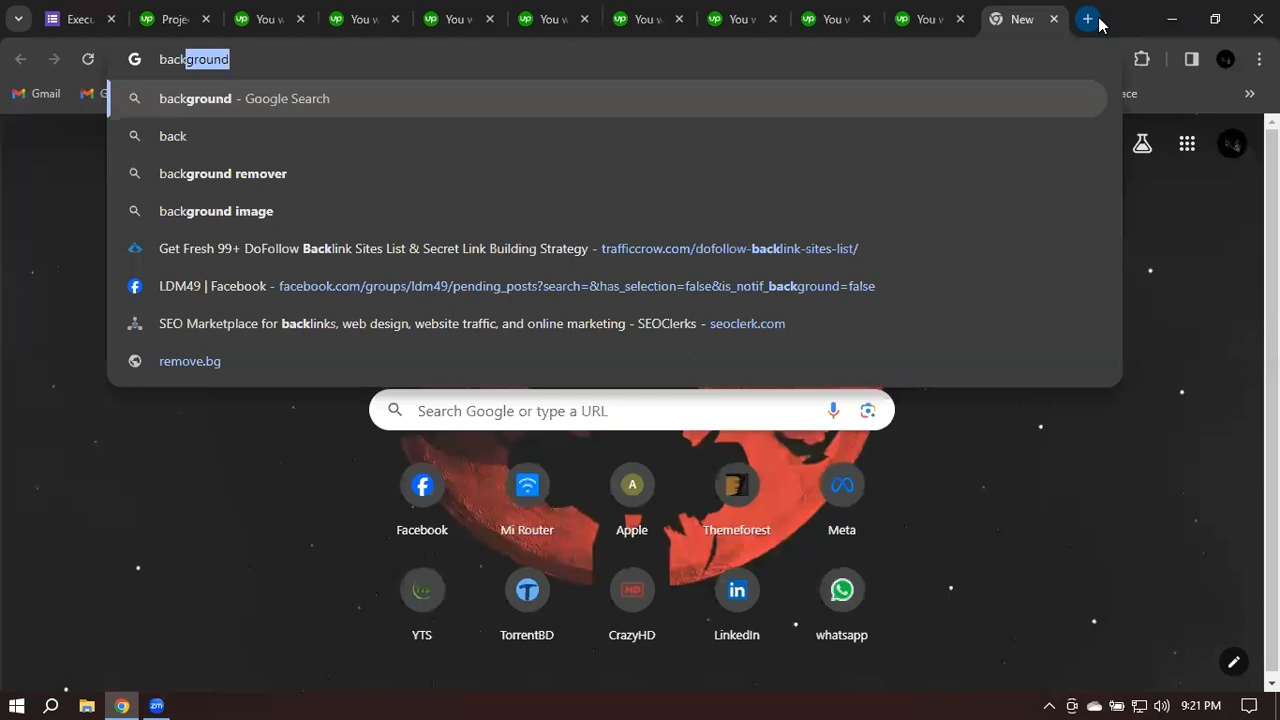 Execu
Proje
You w
You w
You w
You w
You w
You w
You w
You w
New
background
background - Google Search
Gmail
back
background remover
background image
Get Fresh 99+ DoFollow Backlink Sites List & Secret Link Building Strategy - trafficcrow.com/dofollow-backlink-sites-list/
LDM49 | Facebook - facebook.com/groups/ldm49/pending_posts?search=&has_selection=false&is_notif_background=false
SEO Marketplace for backlinks, web design, website traffic, and online marketing - SEOClerks - seoclerk.com
remove.bg
Search Google or type a URL
A
Facebook
Mi Router
Apple
Themeforest
Meta
YTS
HD
YTS
TorrentBD
CrazyHD
LinkedIn
whatsapp
9:21 PM